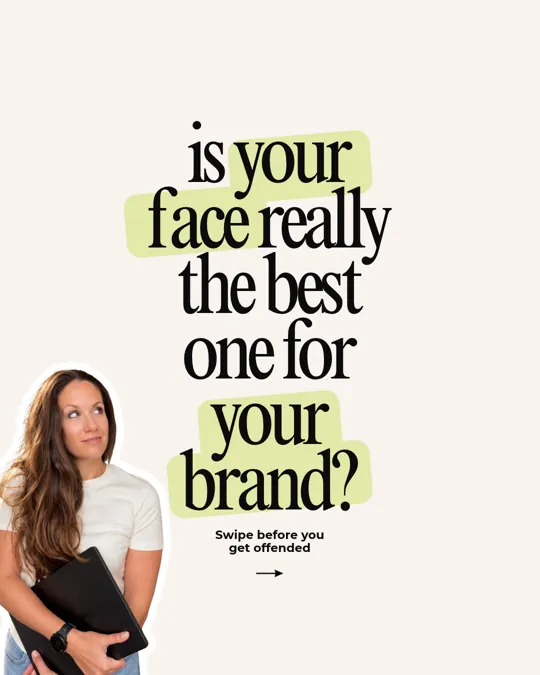 is your
face really
the best
one for
your
brand?
Swipe before you
get offended